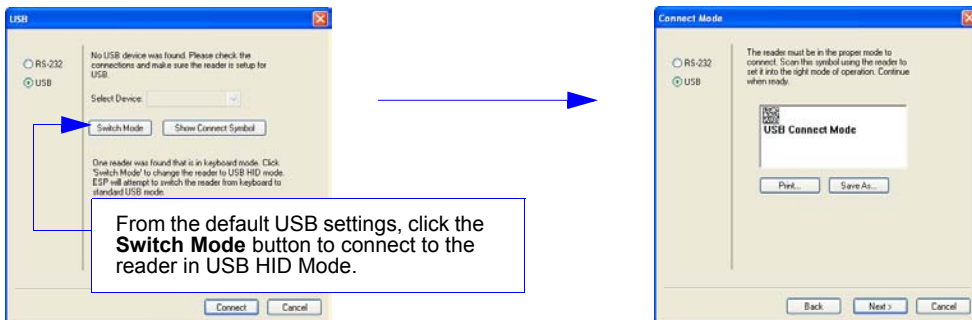 USB
RS-232
USB
No USB device was found. Please check the
connections and make sure the reader is setup for
USB.
Select Device:
Switch Mode
Show Connect Symbol
One reader was found that is in keyboard mode. Click
'Switch Mode' to change the reader to USB HID mode.
ESP will attempt to switch the reader from keyboard to
standard USB mode.
From the default USB settings, click the
Switch Mode button to connect to the
reader in USB HID Mode.
Connect
Cancel
Connect Mode
RS-232
USB
The reader must be in the proper mode to
connect. Scan this symbol using the reader to
set it into the right mode of operation. Continue
when ready.
USB Connect Mode
Print...
Save As...
Back
Next >
Cancel